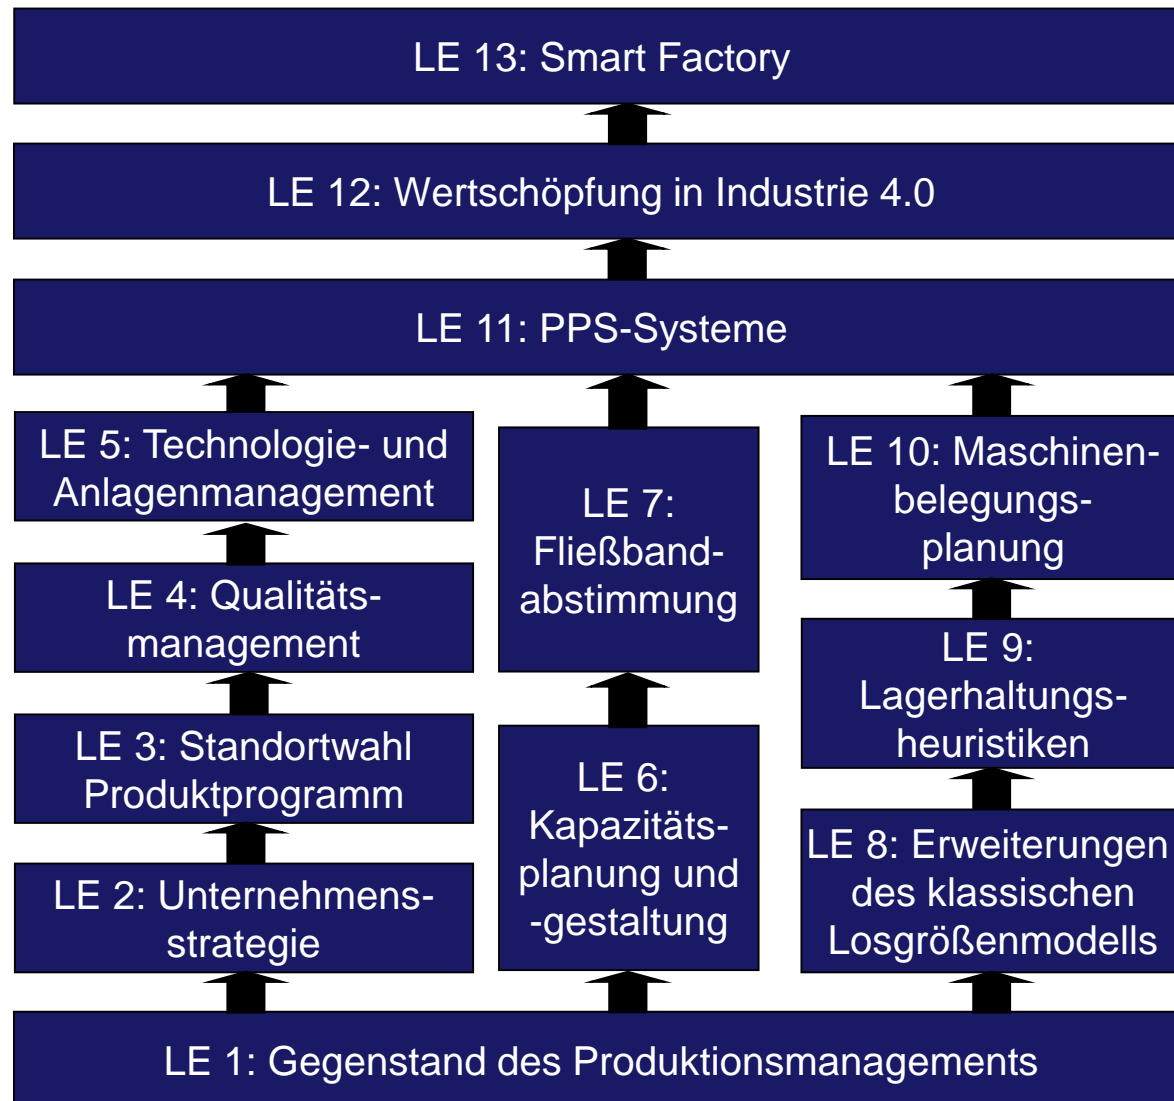 LE 13: Smart Factory
LE 12: Wertschöpfung in Industrie 4.0
LE 11: PPS-Systeme
LE 5: Technologie- und
Anlagenmanagement
LE 4: Qualitäts-
management
LE 3: Standortwahl
Produktprogramm
LE 2: Unternehmens-
strategie
LE 7:
Fließband-
abstimmung
LE 6:
Kapazitäts-
planung und
-gestaltung
LE 10: Maschinen-
belegungs-
planung
LE 9:
Lagerhaltungs-
heuristiken
LE 8: Erweiterungen
des klassischen
Losgrößenmodells
LE 1: Gegenstand des Produktionsmanagements